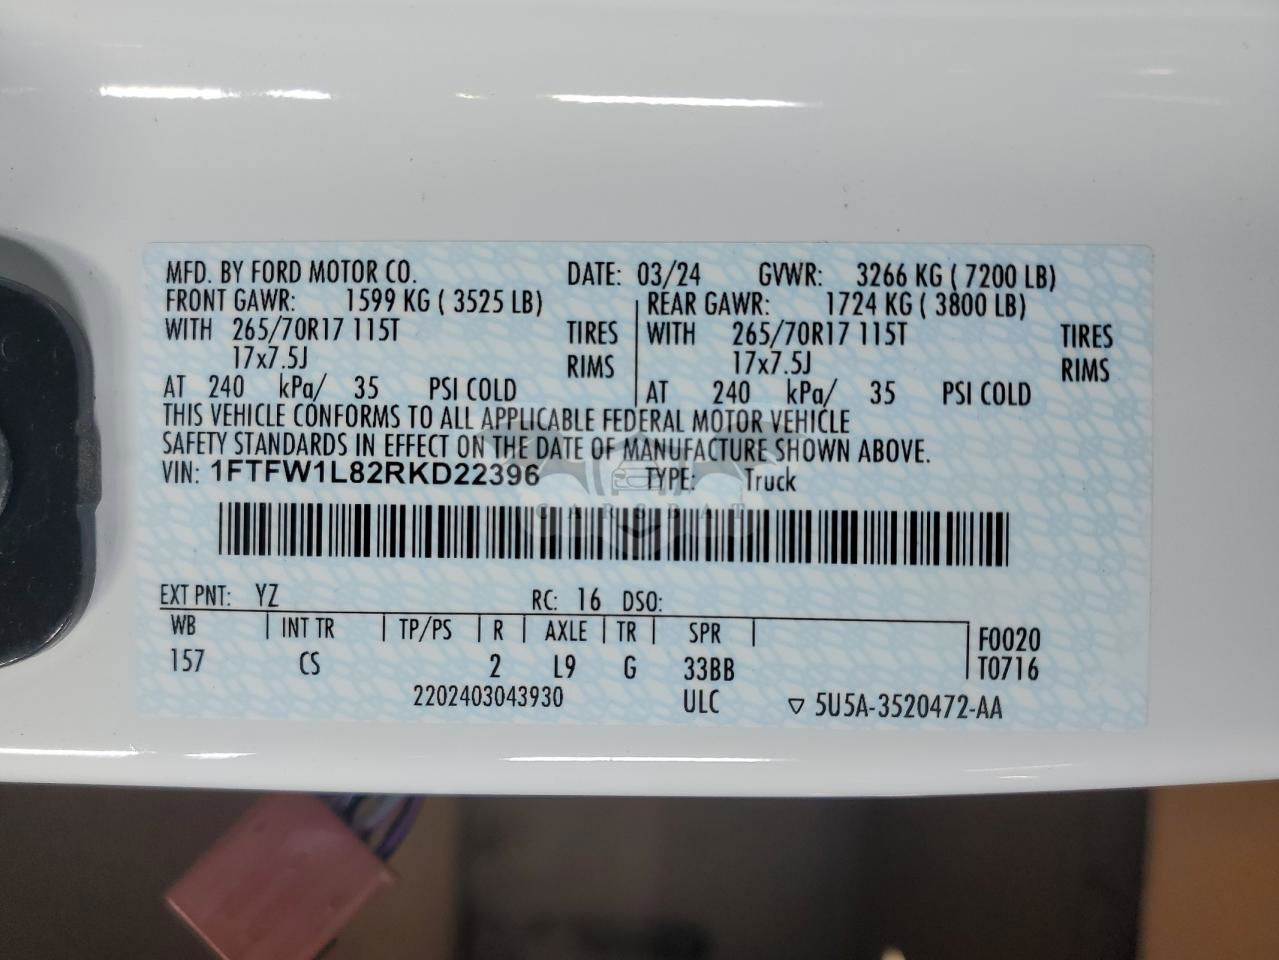 MFD. BY FORD MOTOR CO. DATE: 03/24 GVWR: 3266 KG ( 7200 LB)
FRONT GAWR: 1599 KG ( 3525 LB) REAR GAWR: 1724 KG ( 3800 LB)
WITH 265/70R17 115T TIRES WITH 265/70R17 115T TIRES
17x7.5J RIMS 17x7.5J RIMS
AT 240 kPa/ 35 PSI COLD AT 240 kPa/ 35 PSI COLD
THIS VEHICLE CONFORMS TO ALL APPLICABLE FEDERAL MOTOR VEHICLE
SAFETY STANDARDS IN EFFECT ON THE DATE OF MANUFACTURE SHOWN ABOVE.
VIN: 1FTFW1L82RKD22396 TYPE: Truck
CARSBAT
EXT PNT: YZ RC: 16 DSO:
WB INT TR TP/PS R AXLE TR SPR F0020
157 CS 2 L9 G 33BB T0716
2202403043930 ULC ▽ 5U5A-3520472-AA